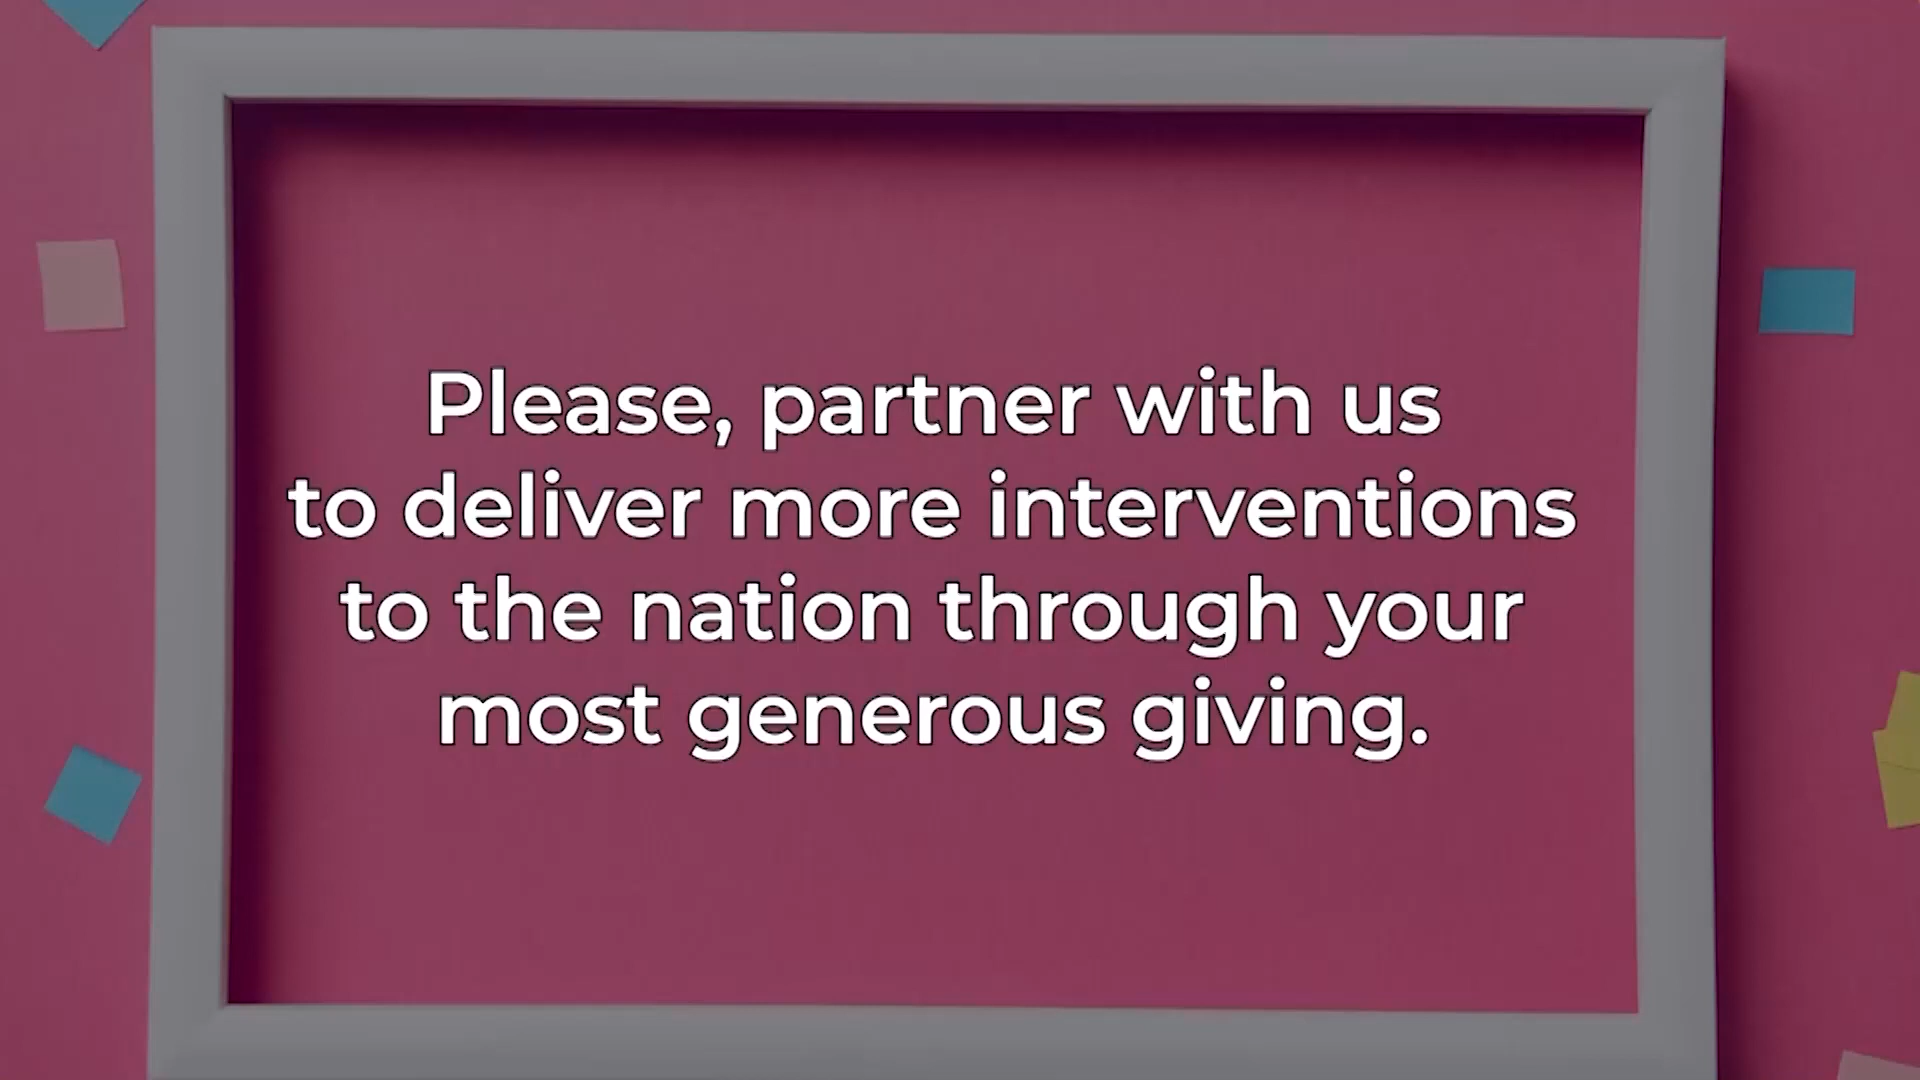 Please, partner with us
to deliver more interventions
to the nation through your
most generous giving.